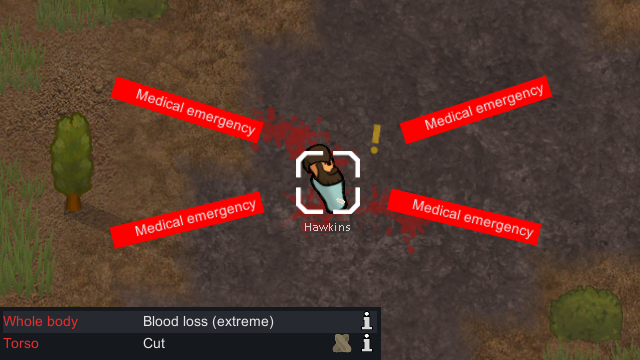 Medical emergency
Medical emergency
!
Hawkins
Medical emergency
Medical emergency
Whole body Blood loss (extreme) i
Torso Cut i